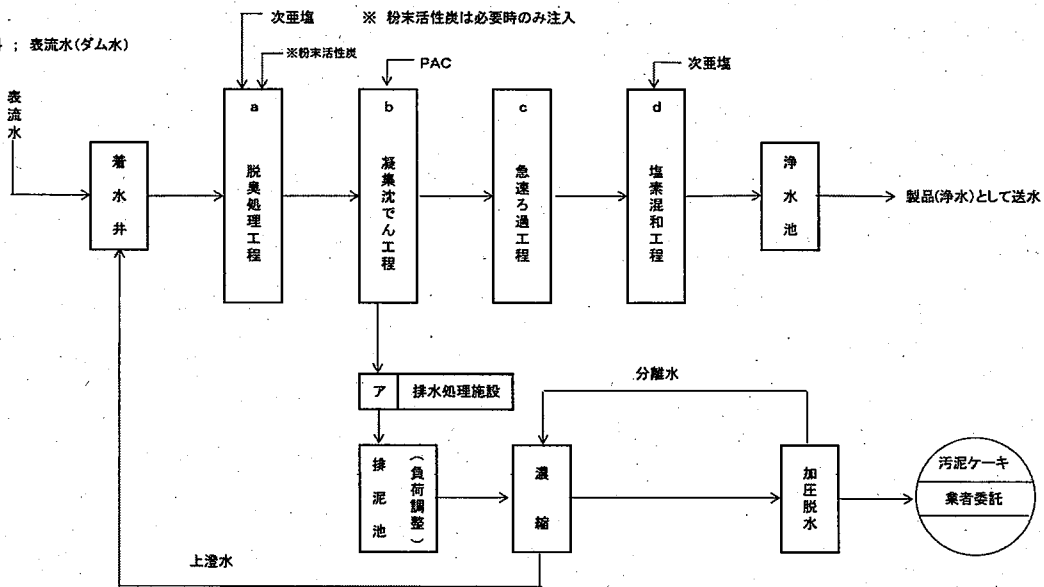 次亜塩
※ 粉末活性炭は必要時のみ注入
; 表流水(ダム水)
※粉末活性炭
PAC
次亜塩
表流水
着水井
a
脱臭処理工程
b
凝集沈でん工程
c
急速ろ過工程
d
塩素混和工程
浄水池
製品(浄水)として送水
ア
排水処理施設
分離水
排泥池
(負荷調整)
濃縮
加圧脱水
汚泥ケーキ
業者委託
上澄水